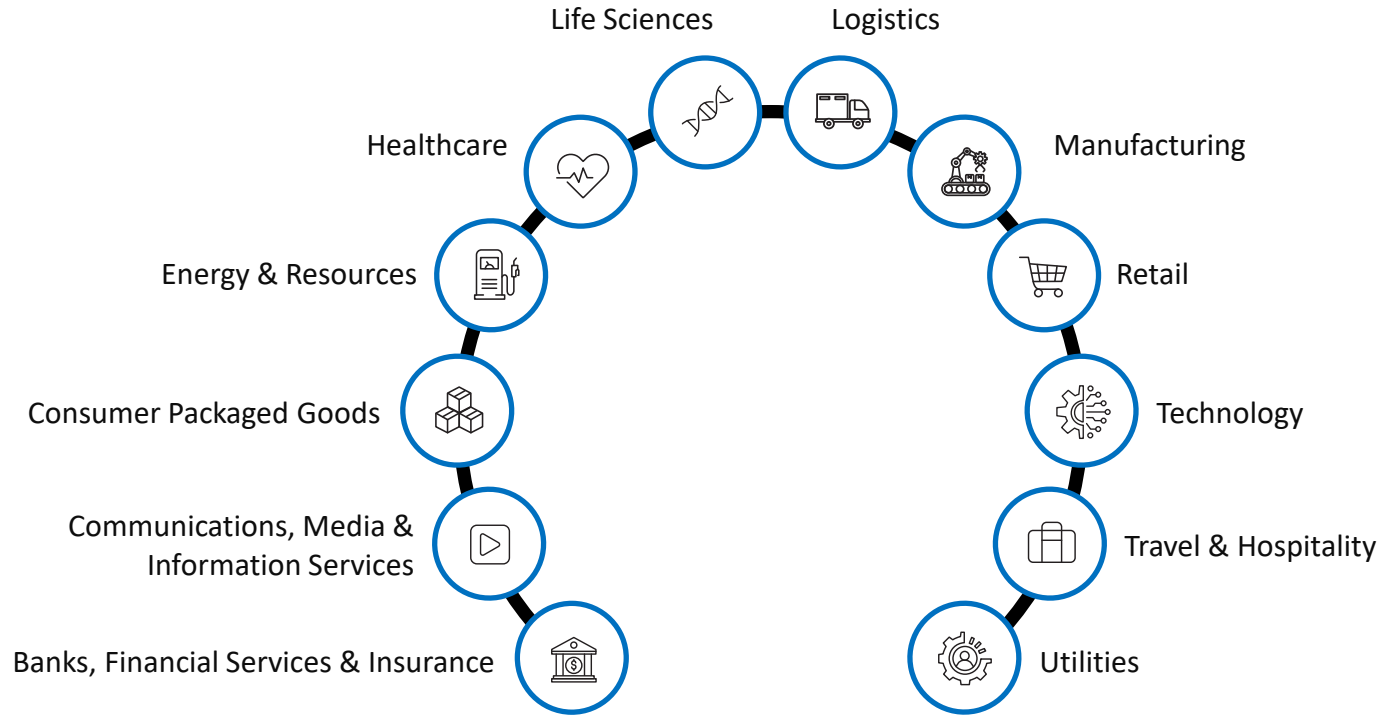 Life Sciences
Logistics
Healthcare
Manufacturing
Energy & Resources
Retail
Consumer Packaged Goods
Technology
Communications, Media &
Information Services
Travel & Hospitality
Banks, Financial Services & Insurance
Utilities